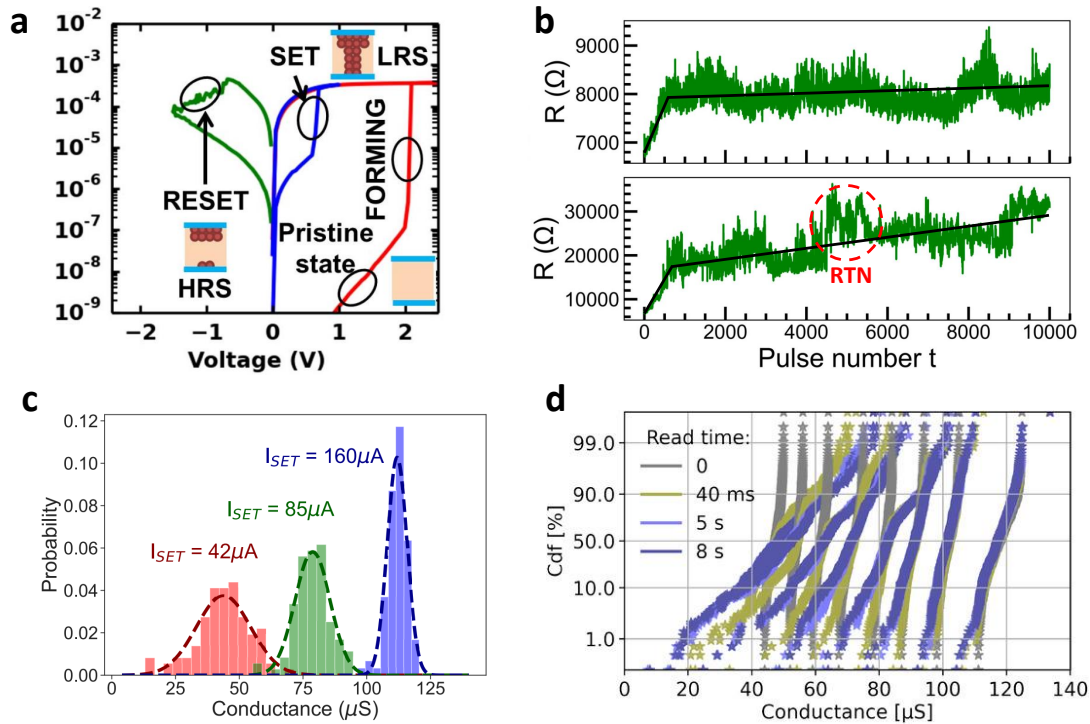 a
10⁻²
10⁻³
10⁻⁴
10⁻⁵
10⁻⁶
10⁻⁷
10⁻⁸
10⁻⁹
SET
LRS
FORMING
RESET
HRS
Pristine
state
−2 −1 0 1 2
Voltage (V)
b
R (Ω)
9000
8000
7000
R (Ω)
30000
20000
10000
RTN
0 2000 4000 6000 8000 10000
Pulse number t
c
Probability
0.12
0.10
0.08
0.06
0.04
0.02
0.00
I_SET = 160μA
I_SET = 85μA
I_SET = 42μA
0 25 50 75 100 125
Conductance (μS)
d
Cdf [%]
99.0
90.0
50.0
10.0
1.0
Read time:
0
40 ms
5 s
8 s
0 20 40 60 80 100 120 140
Conductance [μS]